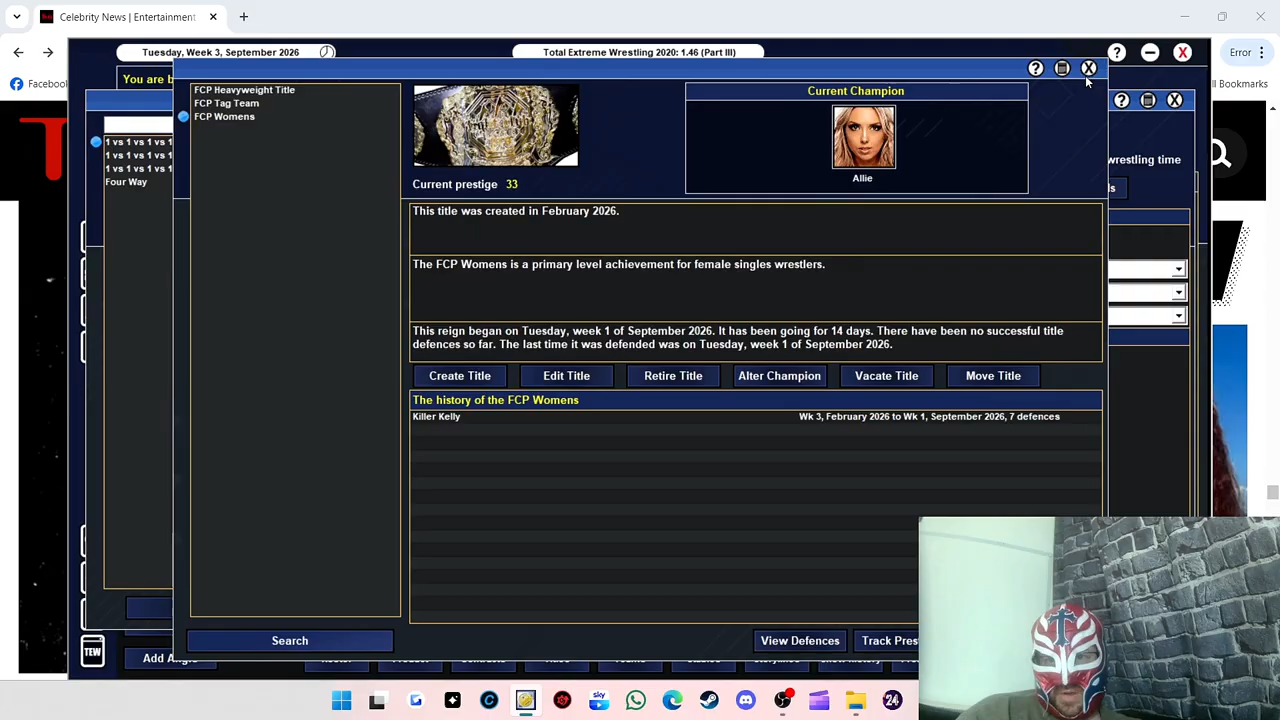 Celebrity News | Entertainment
Tuesday, Week 3, September 2026
Total Extreme Wrestling 2020: 1.46 (Part III)
Error
Facebook
You are b
Bookmarks
FCP Heavyweight Title
FCP Tag Team
FCP Womens
Current Champion
Allie
Current prestige 33
1 vs 1 vs 1 vs 1
1 vs 1 vs 1 vs 1
1 vs 1 vs 1 vs 1
Four Way
wrestling time
ls
This title was created in February 2026.
The FCP Womens is a primary level achievement for female singles wrestlers.
This reign began on Tuesday, week 1 of September 2026. It has been going for 14 days. There have been no successful title
defences so far. The last time it was defended was on Tuesday, week 1 of September 2026.
Create Title
Edit Title
Retire Title
Alter Champion
Vacate Title
Move Title
The history of the FCP Womens
Killer Kelly
Wk 3, February 2026 to Wk 1, September 2026, 7 defences
Search
View Defences
Track Pres
TEW
Add Angle
24